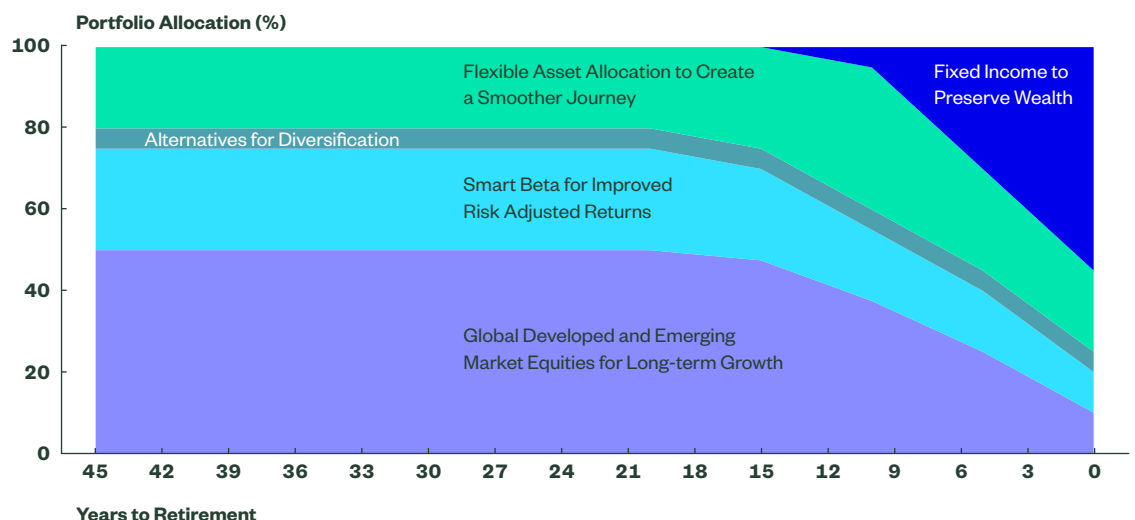 Portfolio Allocation (%)
100
80
60
40
20
0
Flexible Asset Allocation to Create
a Smoother Journey
Fixed Income to
Preserve Wealth
Alternatives for Diversification
Smart Beta for Improved
Risk Adjusted Returns
Global Developed and Emerging
Market Equities for Long-term Growth
45 42 39 36 33 30 27 24 21 18 15 12 9 6 3 0
Years to Retirement